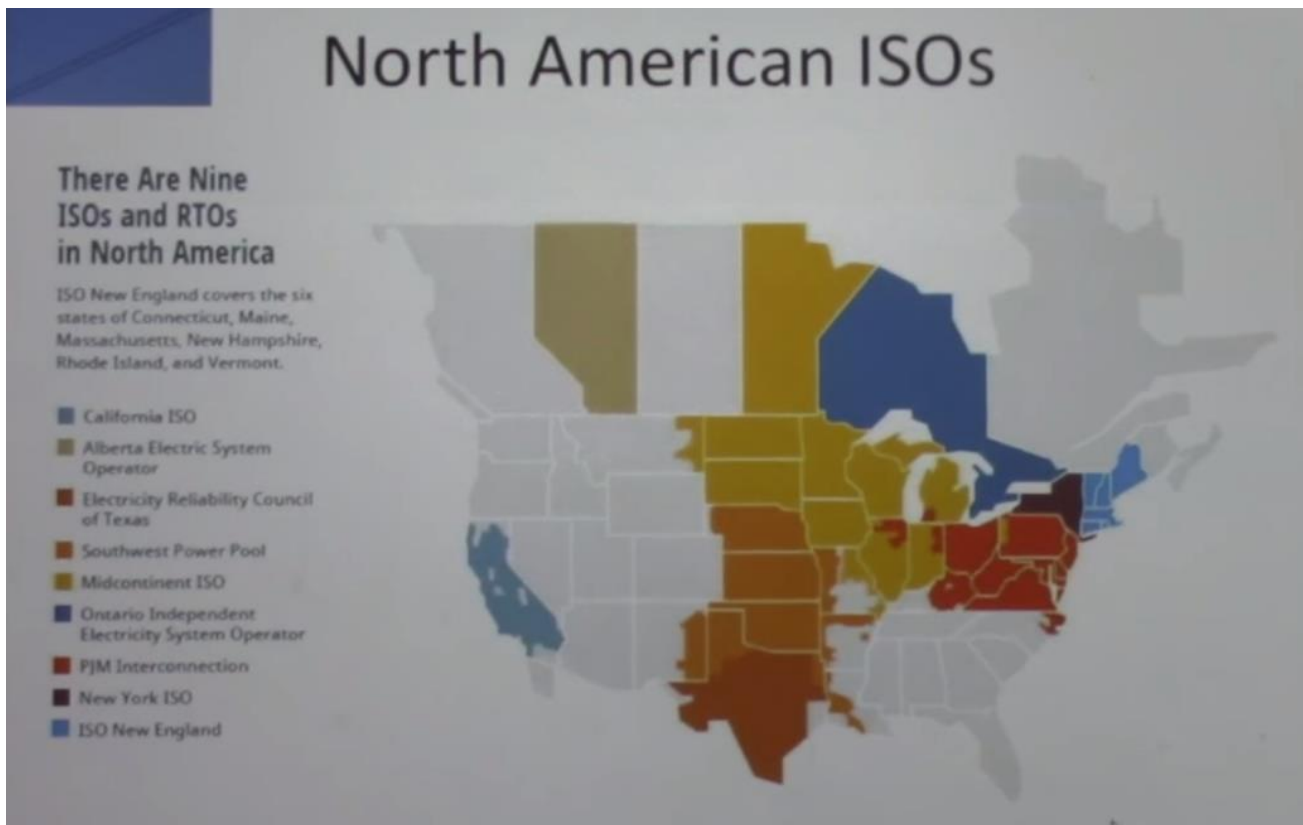 North American ISOs
There Are Nine
ISOs and RTOs
in North America
ISO New England covers the six
states of Connecticut, Maine,
Massachusetts, New Hampshire,
Rhode Island, and Vermont.
California ISO
Alberta Electric System
Operator
Electricity Reliability Council
of Texas
Southwest Power Pool
Midcontinent ISO
Ontario Independent
Electricity System Operator
PJM Interconnection
New York ISO
ISO New England